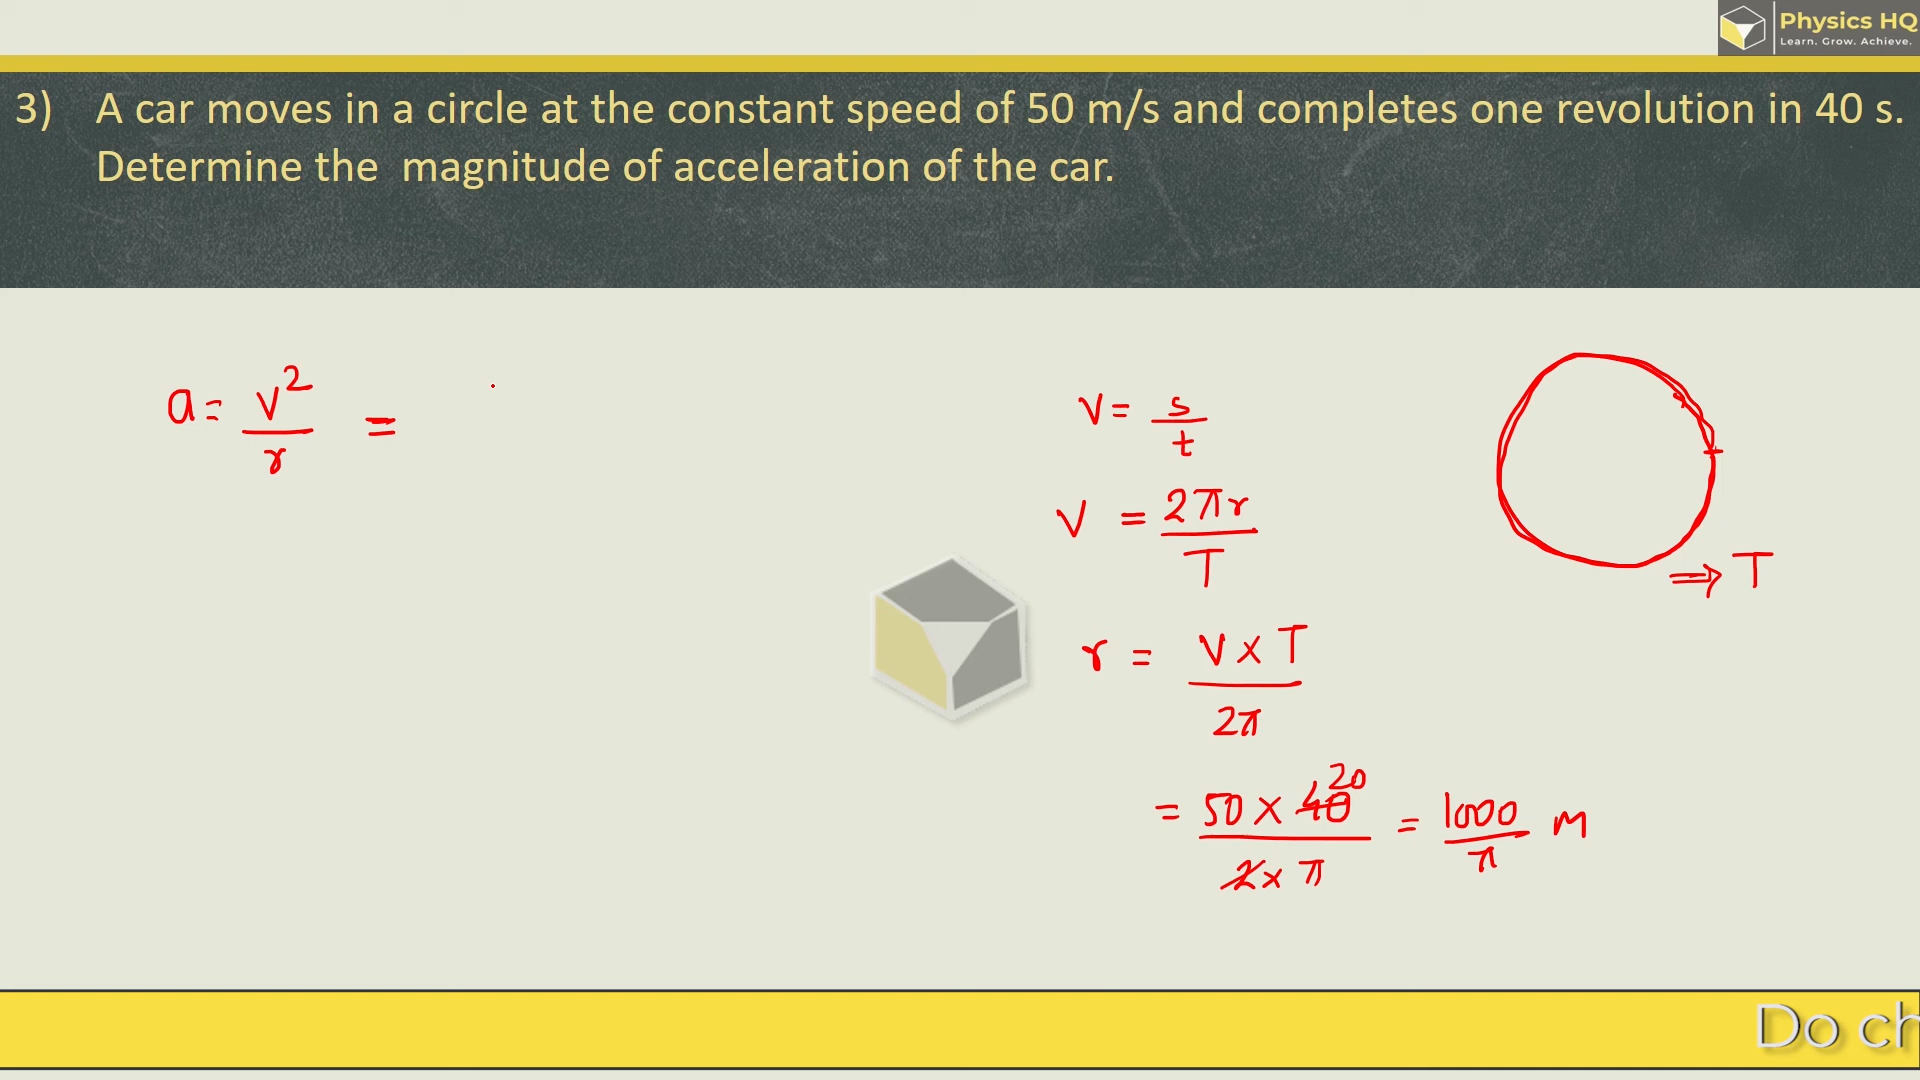 Physics HQ
Learn. Grow. Achieve.
3) A car moves in a circle at the constant speed of 50 m/s and completes one revolution in 40 s.
Determine the magnitude of acceleration of the car.
a = v²/r =
v = s/t
v = 2πr/T
⇒ T
r = v × T/2π
= 50 × 40 20/2 × π = 1000/π m
Do ch